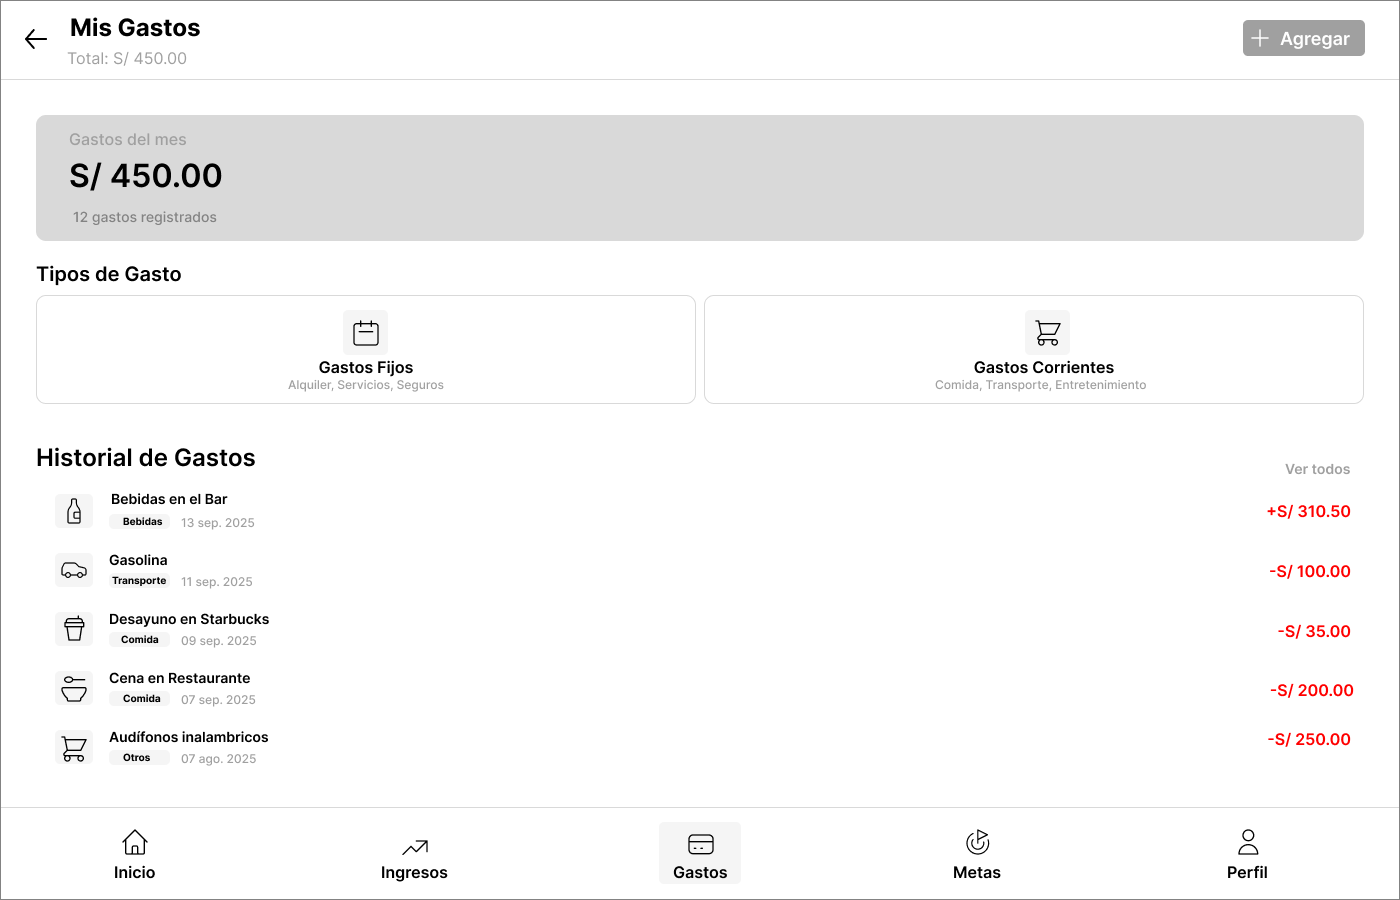 Mis Gastos
Total: S/ 450.00
Agregar
Gastos del mes
S/ 450.00
12 gastos registrados
Tipos de Gasto
Gastos Fijos
Alquiler, Servicios, Seguros
Gastos Corrientes
Comida, Transporte, Entretenimiento
Historial de Gastos
Ver todos
Bebidas en el Bar
Bebidas 13 sep. 2025
+S/ 310.50
Gasolina
Transporte 11 sep. 2025
-S/ 100.00
Desayuno en Starbucks
Comida 09 sep. 2025
-S/ 35.00
Cena en Restaurante
Comida 07 sep. 2025
-S/ 200.00
Audífonos inalambricos
Otros 07 ago. 2025
-S/ 250.00
Inicio
Ingresos
Gastos
Metas
Perfil